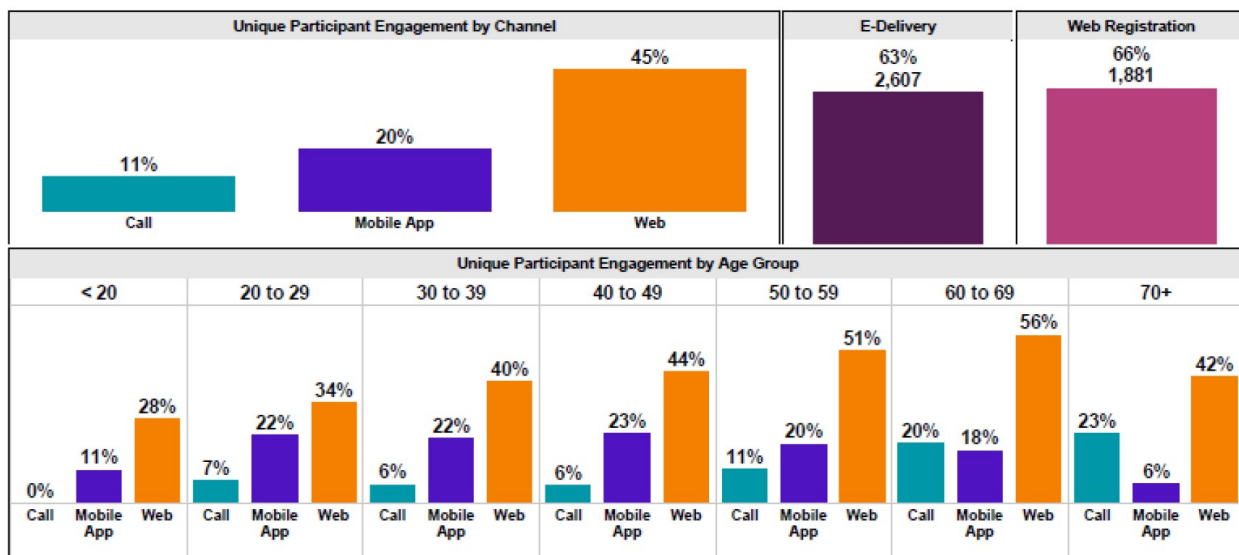 Unique Participant Engagement by Channel
E-Delivery
Web Registration
45%
20%
11%
Call
Mobile App
Web
63%
2,607
66%
1,881
Unique Participant Engagement by Age Group
< 20
20 to 29
30 to 39
40 to 49
50 to 59
60 to 69
70+
0%
11%
28%
7%
22%
34%
6%
22%
40%
6%
23%
44%
11%
20%
51%
20%
18%
56%
23%
6%
42%
Call
Mobile
App
Web
Call
Mobile
App
Web
Call
Mobile
App
Web
Call
Mobile
App
Web
Call
Mobile
App
Web
Call
Mobile
App
Web
Call
Mobile
App
Web